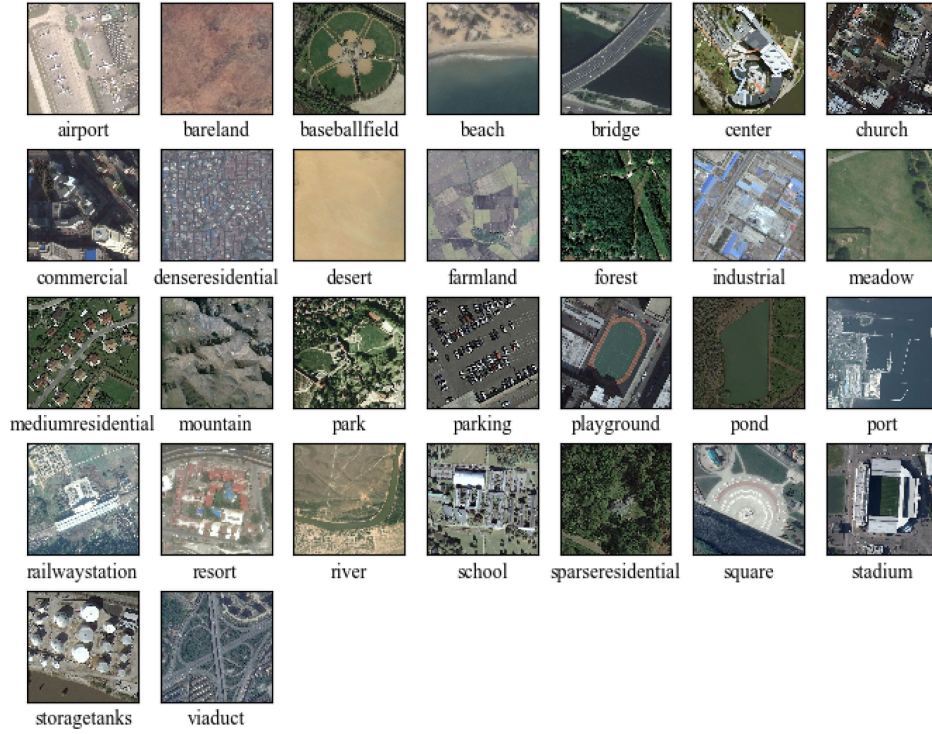 airport bareland baseballfield beach bridge center church
commercial denseresidential desert farmland forest industrial meadow
mediumresidential mountain park parking playground pond port
railwaystation resort river school sparseresidential square stadium
storagetanks viaduct